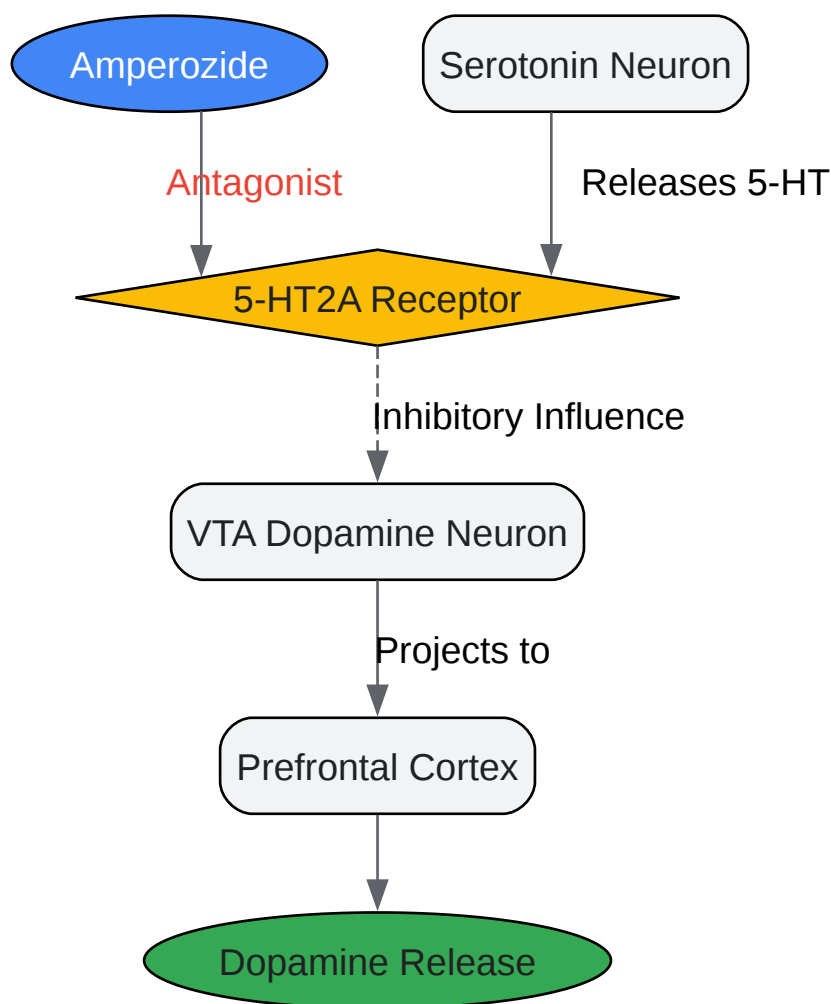 Amperozide
Serotonin Neuron
Antagonist
Releases 5-HT
5-HT2A Receptor
Inhibitory Influence
VTA Dopamine Neuron
Projects to
Prefrontal Cortex
Dopamine Release